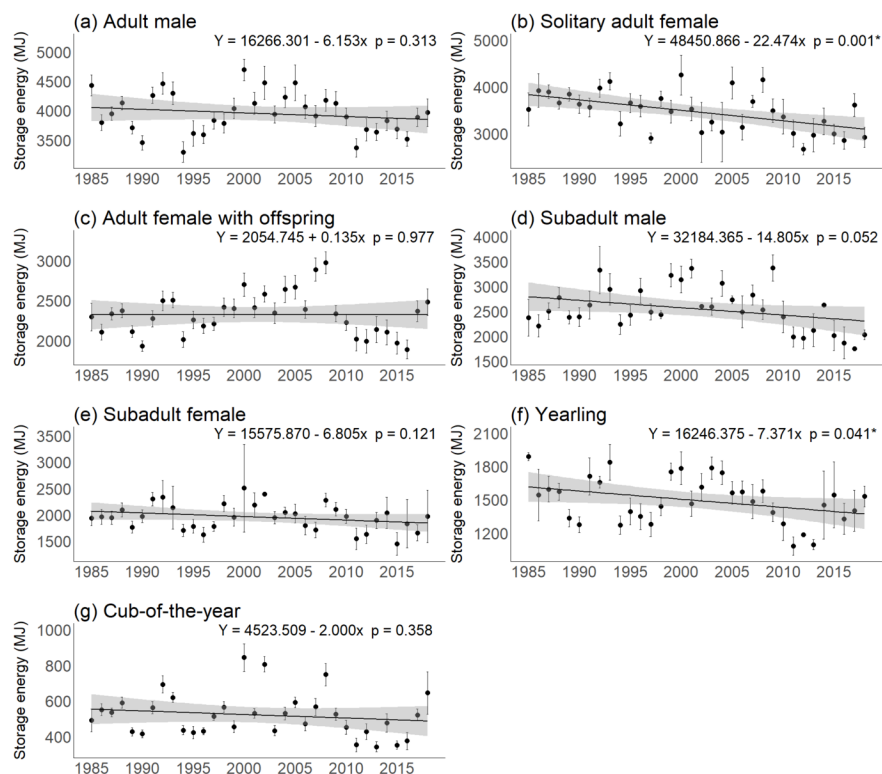 (a) Adult male
Y = 16266.301 - 6.153x p = 0.313
Storage energy (MJ)
5000
4500
4000
3500
1985 1990 1995 2000 2005 2010 2015
(b) Solitary adult female
Y = 48450.866 - 22.474x p = 0.001*
Storage energy (MJ)
5000
4000
3000
1985 1990 1995 2000 2005 2010 2015
(c) Adult female with offspring
Y = 2054.745 + 0.135x p = 0.977
Storage energy (MJ)
3000
2500
2000
1985 1990 1995 2000 2005 2010 2015
(d) Subadult male
Y = 32184.365 - 14.805x p = 0.052
Storage energy (MJ)
4000
3500
3000
2500
2000
1500
1985 1990 1995 2000 2005 2010 2015
(e) Subadult female
Y = 15575.870 - 6.805x p = 0.121
Storage energy (MJ)
3500
3000
2500
2000
1500
1985 1990 1995 2000 2005 2010 2015
(f) Yearling
Y = 16246.375 - 7.371x p = 0.041*
Storage energy (MJ)
2100
1800
1500
1200
1985 1990 1995 2000 2005 2010 2015
(g) Cub-of-the-year
Y = 4523.509 - 2.000x p = 0.358
Storage energy (MJ)
1000
800
600
400
1985 1990 1995 2000 2005 2010 2015